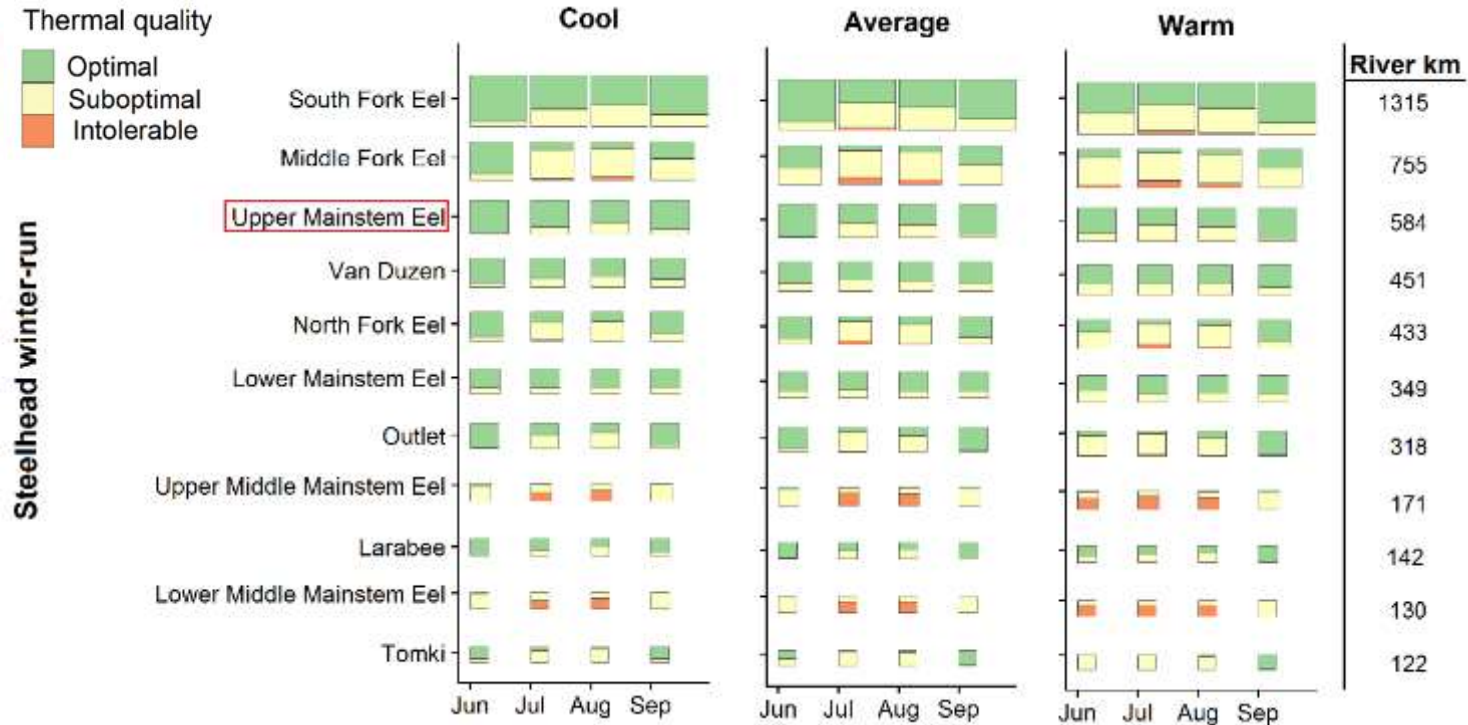 Thermal quality
Optimal
Suboptimal
Intolerable
Cool
Average
Warm
River km
Steelhead winter-run
South Fork Eel
1315
Middle Fork Eel
755
Upper Mainstem Eel
584
Van Duzen
451
North Fork Eel
433
Lower Mainstem Eel
349
Outlet
318
Upper Middle Mainstem Eel
171
Larabee
142
Lower Middle Mainstem Eel
130
Tomki
122
Jun Jul Aug Sep
Jun Jul Aug Sep
Jun Jul Aug Sep